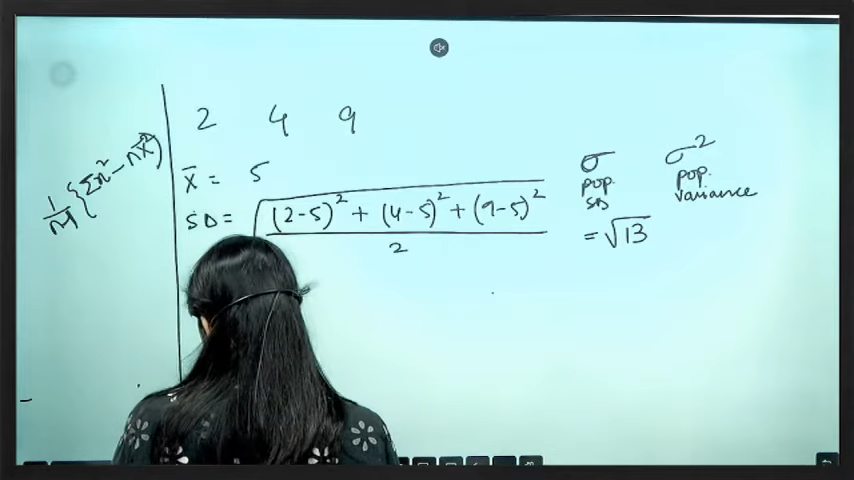 2 4 9
1/n {Σx² - nx̄²}
x̄ = 5
SD = √((2-5)² + (4-5)² + (9-5)² / 2)
σ
pop.
SD
= √13
σ²
pop.
variance